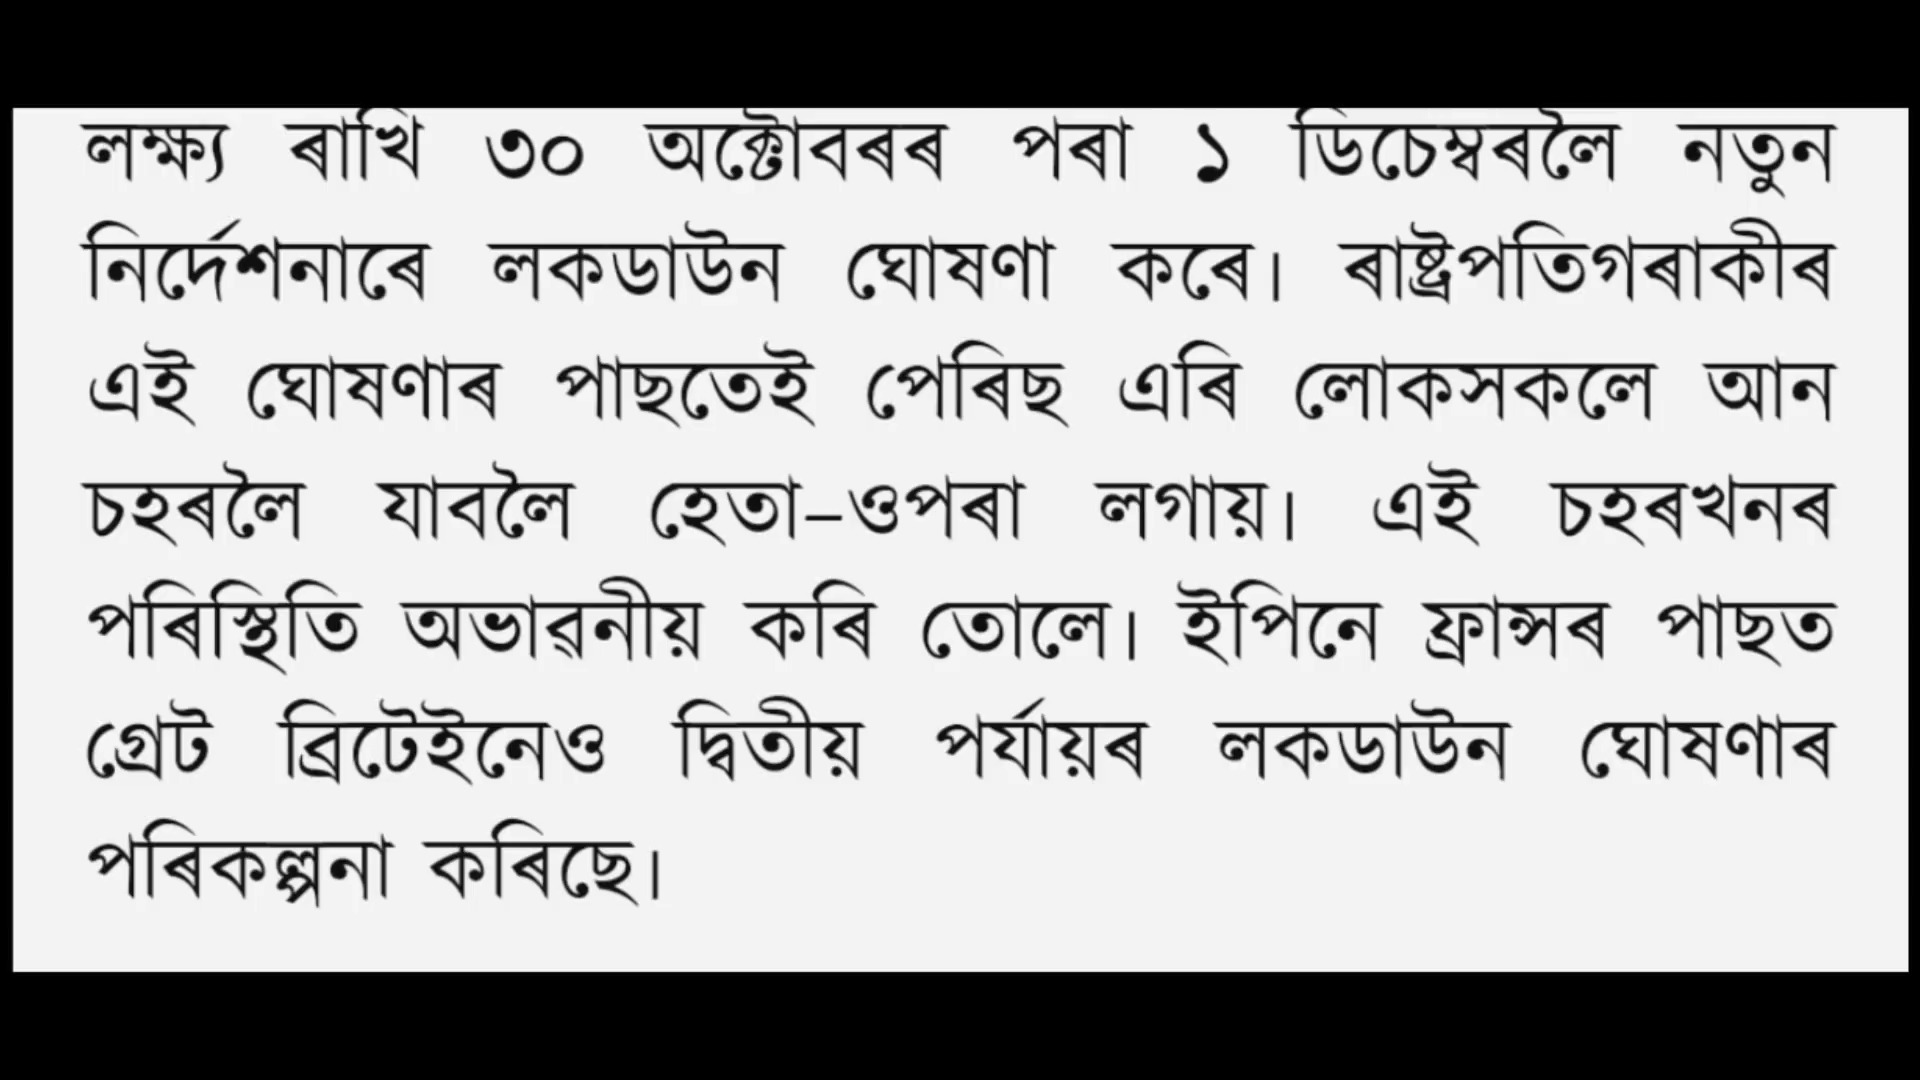 লক্ষ্য ৰাখি ৩০ অক্টোবৰৰ পৰা ১ ডিচেম্বৰলৈ নতুন
নিৰ্দেশনাৰে লকডাউন ঘোষণা কৰে। ৰাষ্ট্ৰপতিগৰাকীৰ
এই ঘোষণাৰ পাছতেই পেৰিছ এৰি লোকসকলে আন
চহৰলৈ যাবলৈ হেতা–ওপৰা লগায়। এই চহৰখনৰ
পৰিস্থিতি অভাৱনীয় কৰি তোলে। ইপিনে ফ্ৰান্সৰ পাছত
গ্ৰেট ব্ৰিটেইনেও দ্বিতীয় পৰ্যায়ৰ লকডাউন ঘোষণাৰ
পৰিকল্পনা কৰিছে।